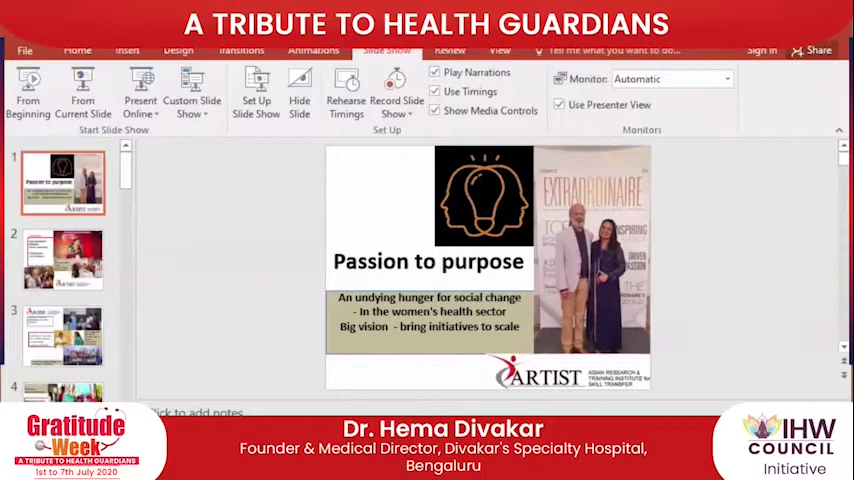 A TRIBUTE TO HEALTH GUARDIANS
File Home Insert Design Transitions Animations Slide Show Review View Tell me what you want to do... Sign in Share
From Beginning
From Current Slide
Present Online
Custom Slide Show
Set Up Slide Show
Hide Slide
Rehearse Timings
Record Slide Show
Play Narrations
Use Timings
Show Media Controls
Monitor: Automatic
Use Presenter View
Start Slide Show
Set Up
Monitors
1
Passion to purpose
2
3
4
EXTRAORDINAIRE
Passion to purpose
An undying hunger for social change
- In the women's health sector
Big vision - bring initiatives to scale
ARTIST
ASIAN RESEARCH &
TRAINING INSTITUTE for
SKILL TRANSFER
Click to add notes
Gratitude
Week
A TRIBUTE TO HEALTH GUARDIANS
1st to 7th July 2020
Dr. Hema Divakar
Founder & Medical Director, Divakar's Specialty Hospital,
Bengaluru
IHW
COUNCIL
Initiative